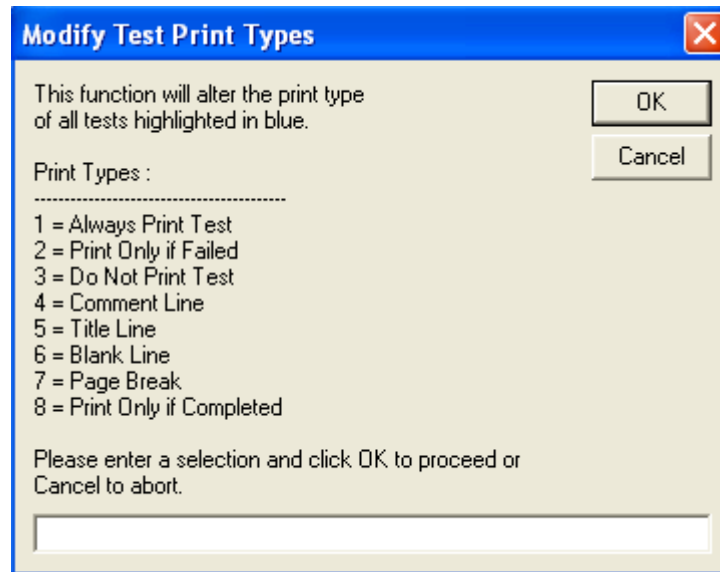 Modify Test Print Types
This function will alter the print type
of all tests highlighted in blue.
OK
Cancel
Print Types :
------------------------------------------
1 = Always Print Test
2 = Print Only if Failed
3 = Do Not Print Test
4 = Comment Line
5 = Title Line
6 = Blank Line
7 = Page Break
8 = Print Only if Completed
Please enter a selection and click OK to proceed or
Cancel to abort.